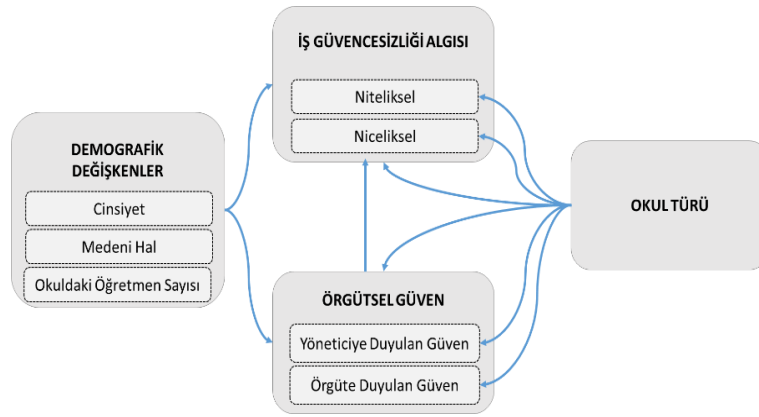 İŞ GÜVENCESİZLİĞİ ALGISI
Niteliksel
Niceliksel
DEMOGRAFİK
DEĞİŞKENLER
Cinsiyet
Medeni Hal
Okuldaki Öğretmen Sayısı
OKUL TÜRÜ
ÖRGÜTSEL GÜVEN
Yöneticiye Duyulan Güven
Örgüte Duyulan Güven